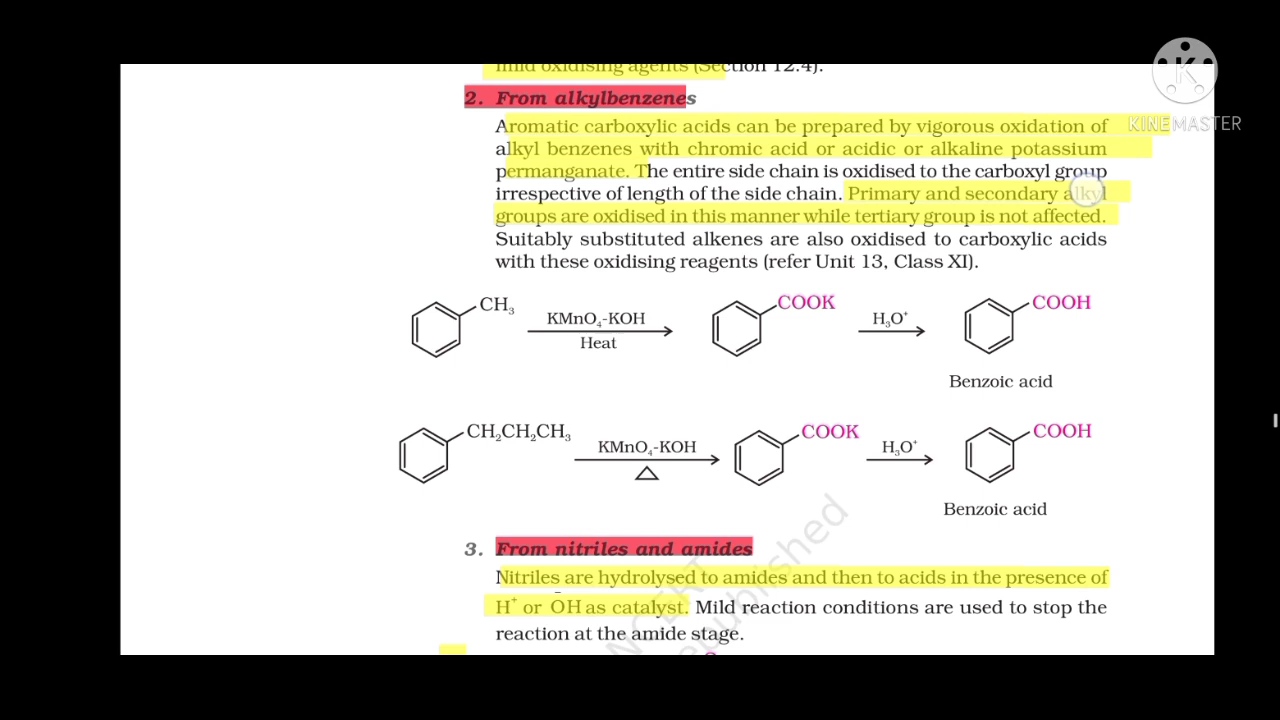 mild oxidising agents (Section 12.4).
KINEMASTER
2. From alkylbenzenes
Aromatic carboxylic acids can be prepared by vigorous oxidation of
alkyl benzenes with chromic acid or acidic or alkaline potassium
permanganate. The entire side chain is oxidised to the carboxyl group
irrespective of length of the side chain. Primary and secondary alkyl
groups are oxidised in this manner while tertiary group is not affected.
Suitably substituted alkenes are also oxidised to carboxylic acids
with these oxidising reagents (refer Unit 13, Class XI).
CH₃ KMnO₄-KOH COOK H₃O⁺ COOH
Heat
Benzoic acid
CH₂CH₂CH₃ KMnO₄-KOH COOK H₃O⁺ COOH
△
Benzoic acid
3. From nitriles and amides
Nitriles are hydrolysed to amides and then to acids in the presence of
H⁺ or OH as catalyst. Mild reaction conditions are used to stop the
reaction at the amide stage.
NCERT
republished